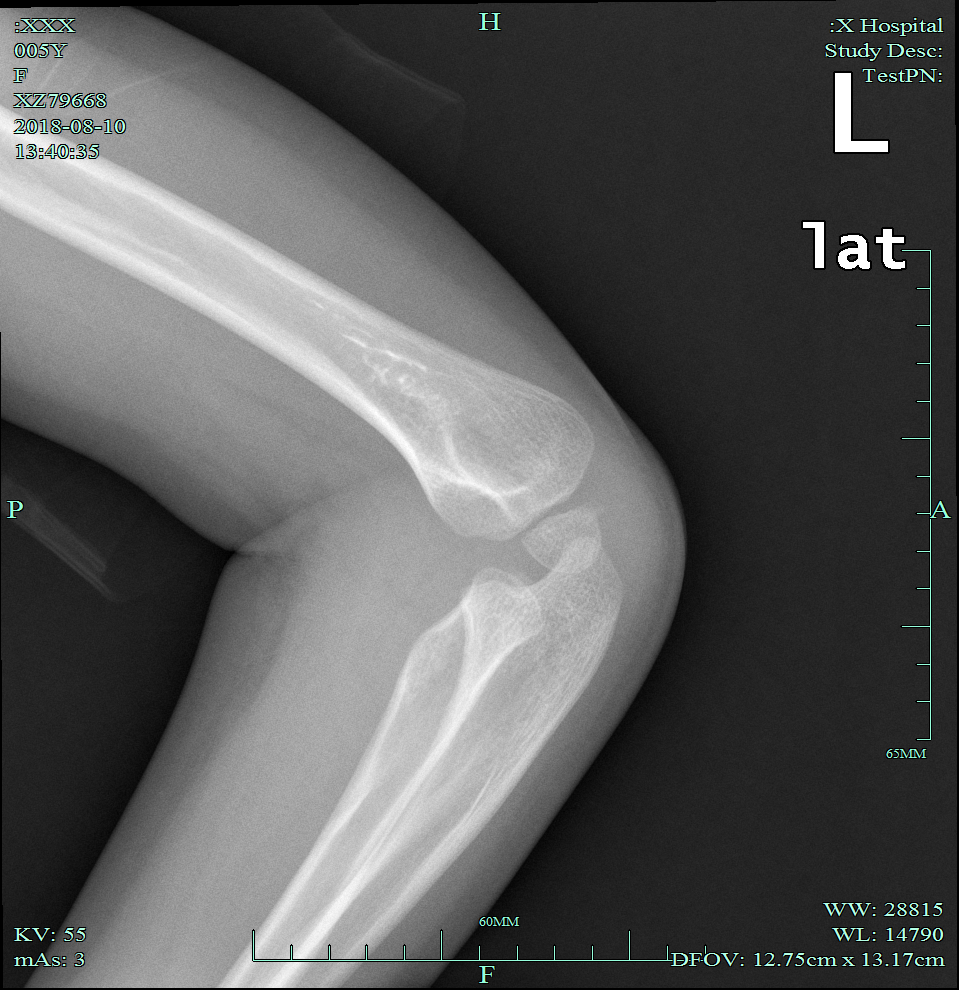 :XXX
005Y
F
XZ79668
2018-08-10
13:40:35
H
:X Hospital
Study Desc:
TestPN:
L
lat
P
A
65MM
60MM
KV: 55
mAs: 3
F
WW: 28815
WL: 14790
DFOV: 12.75cm x 13.17cm